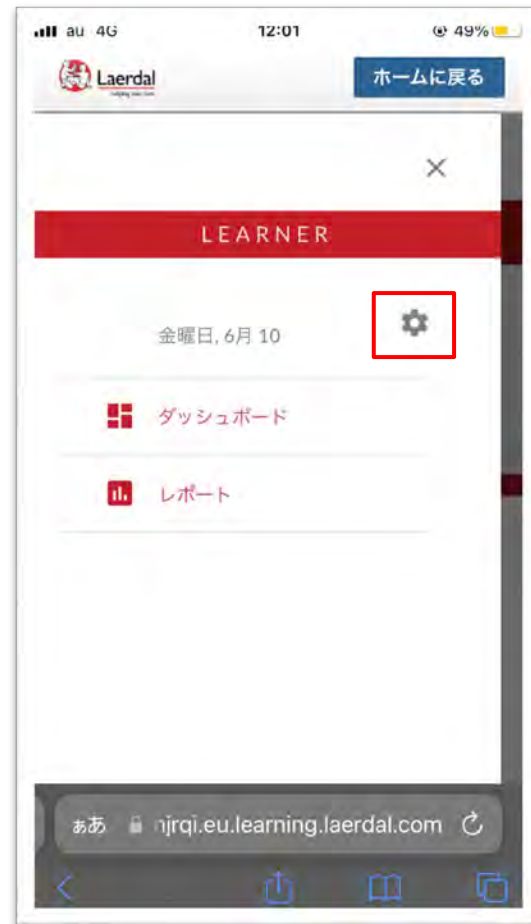 au 4G 12:01 49%
Laerdal ホームに戻る
LEARNER
金曜日, 6月 10
ダッシュボード
レポート
ぁあ njrqi.eu.learning.laerdal.com